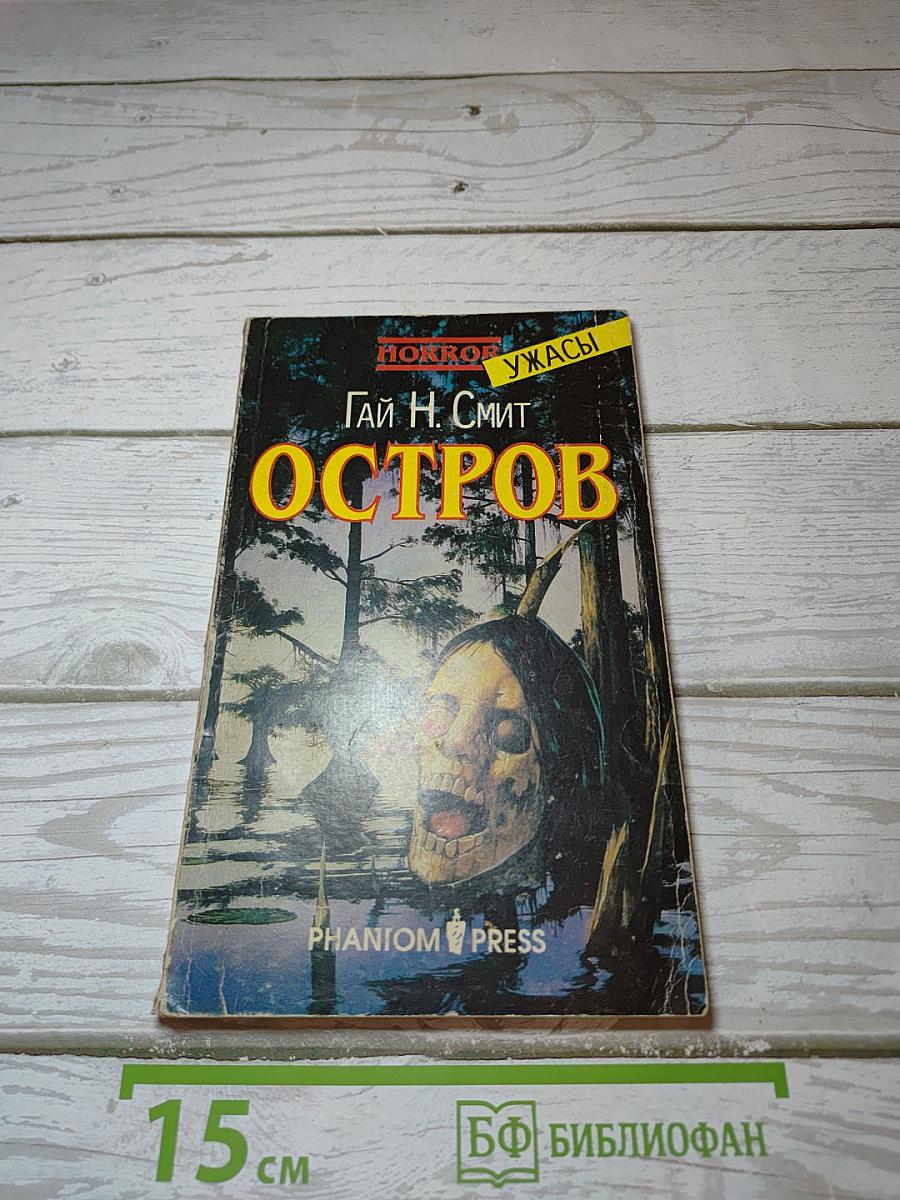 HORROR
УЖАСЫ
ГАЙ Н. СМИТ
ОСТРОВ
PHANTOM PRESS
15 см
БФ БИБЛИОФАН